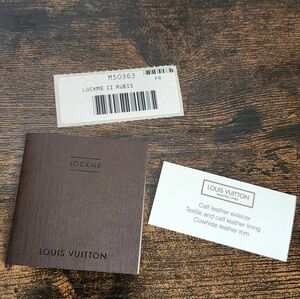 M50363
FR
LOCKME II RUBIS
LOCKME
LOUIS VUITTON
LOUIS VUITTON
Calf leather exterior
Textile and calf leather lining
Cowhide leather trim